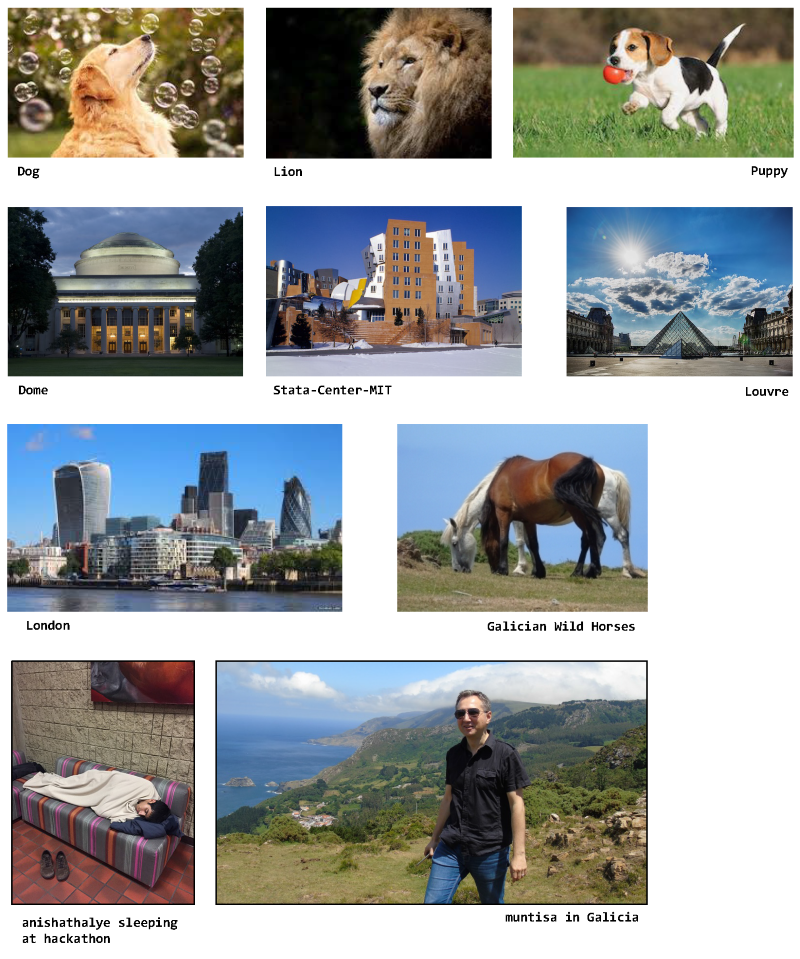 Dog
Lion
Puppy
Dome
Stata-Center-MIT
Louvre
London
Galician Wild Horses
anishathalye sleeping
at hackathon
muntisa in Galicia